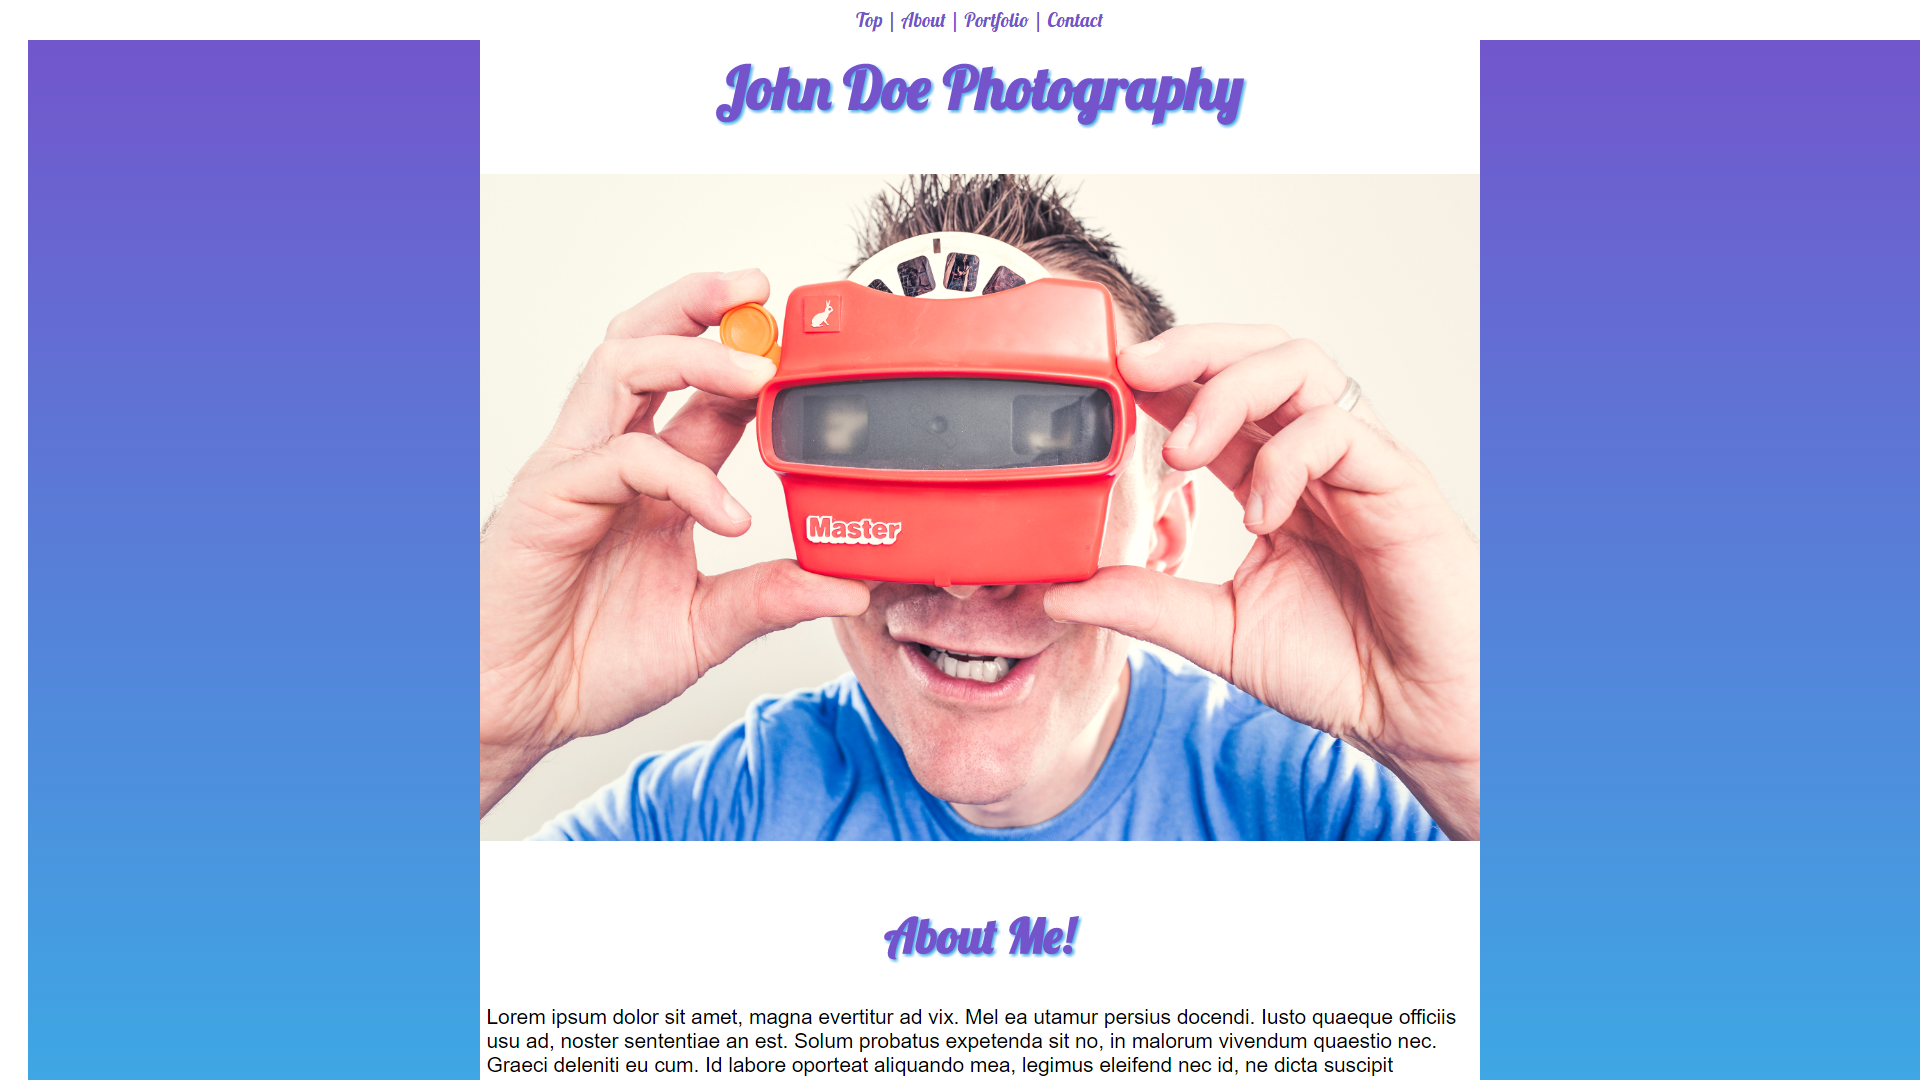 Top | About | Portfolio | Contact
John Doe Photography
Master
About Me!
Lorem ipsum dolor sit amet, magna evertitur ad vix. Mel ea utamur persius docendi. Iusto quaeque officiis
usu ad, noster sententiae an est. Solum probatus expetenda sit no, in malorum vivendum quaestio nec.
Graeci deleniti eu cum. Id labore oporteat aliquando mea, legimus eleifend nec id, ne dicta suscipit